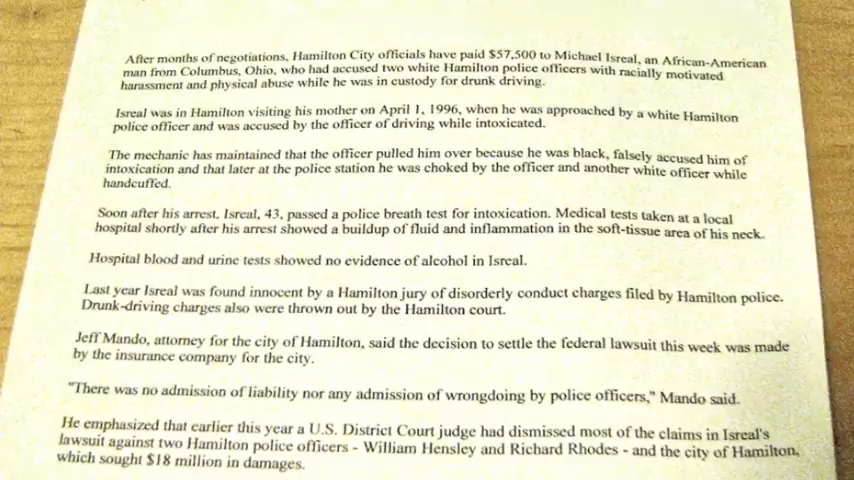 After months of negotiations, Hamilton City officials have paid $57,500 to Michael Isreal, an African-American
man from Columbus, Ohio, who had accused two white Hamilton police officers with racially motivated
harassment and physical abuse while he was in custody for drunk driving.
Isreal was in Hamilton visiting his mother on April 1, 1996, when he was approached by a white Hamilton
police officer and was accused by the officer of driving while intoxicated.
The mechanic has maintained that the officer pulled him over because he was black, falsely accused him of
intoxication and that later at the police station he was choked by the officer and another white officer while
handcuffed.
Soon after his arrest, Isreal, 43, passed a police breath test for intoxication. Medical tests taken at a local
hospital shortly after his arrest showed a buildup of fluid and inflammation in the soft-tissue area of his neck.
Hospital blood and urine tests showed no evidence of alcohol in Isreal.
Last year Isreal was found innocent by a Hamilton jury of disorderly conduct charges filed by Hamilton police.
Drunk-driving charges also were thrown out by the Hamilton court.
Jeff Mando, attorney for the city of Hamilton, said the decision to settle the federal lawsuit this week was made
by the insurance company for the city.
"There was no admission of liability nor any admission of wrongdoing by police officers," Mando said.
He emphasized that earlier this year a U.S. District Court judge had dismissed most of the claims in Isreal's
lawsuit against two Hamilton police officers - William Hensley and Richard Rhodes - and the city of Hamilton,
which sought $18 million in damages.